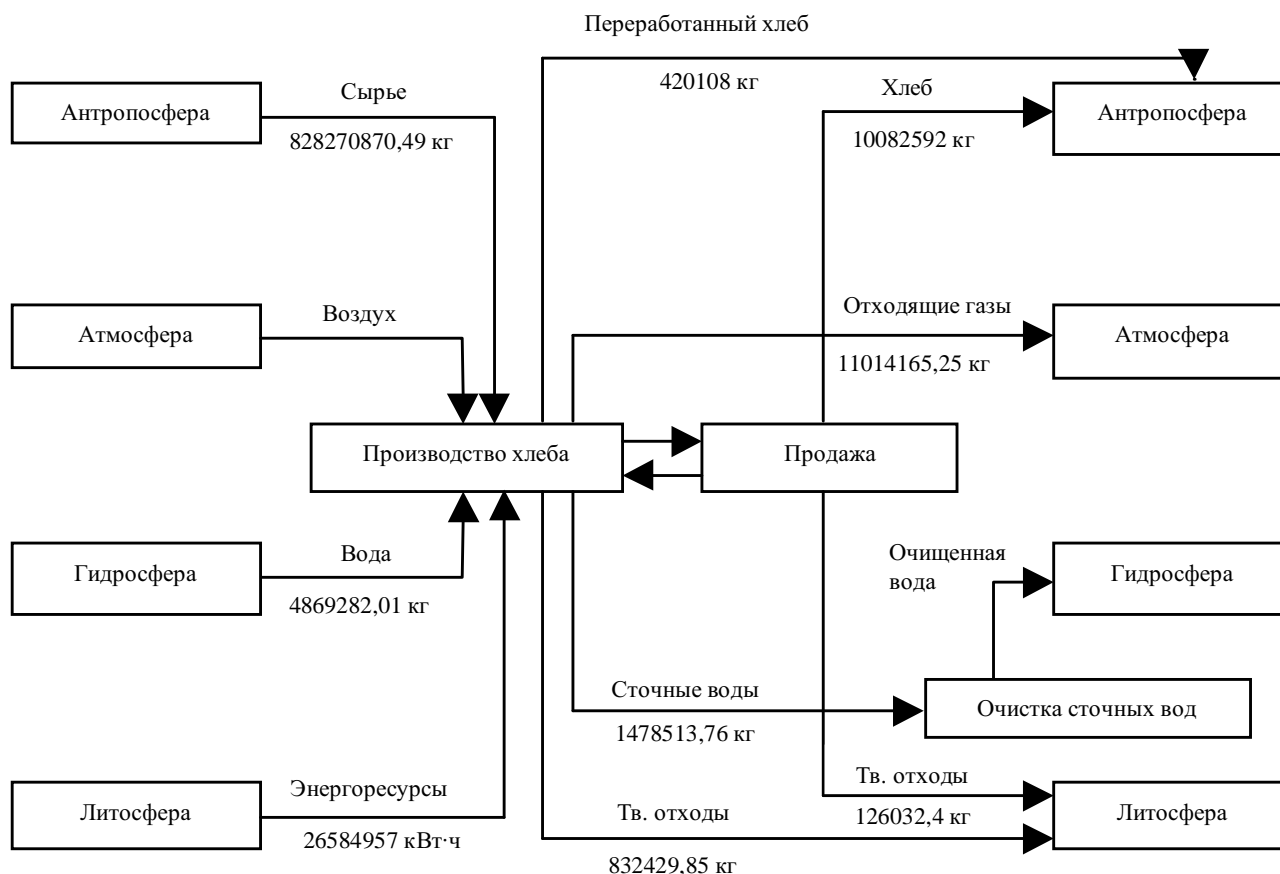 Переработанный хлеб
420108 кг
Антропосфера
Сырье
828270870,49 кг
Хлеб
10082592 кг
Антропосфера
Атмосфера
Воздух
Отходящие газы
11014165,25 кг
Атмосфера
Производство хлеба
Продажа
Гидросфера
Вода
4869282,01 кг
Очищенная
вода
Гидросфера
Сточные воды
1478513,76 кг
Очистка сточных вод
Литосфера
Энергоресурсы
26584957 кВт·ч
Тв. отходы
832429,85 кг
Тв. отходы
126032,4 кг
Литосфера